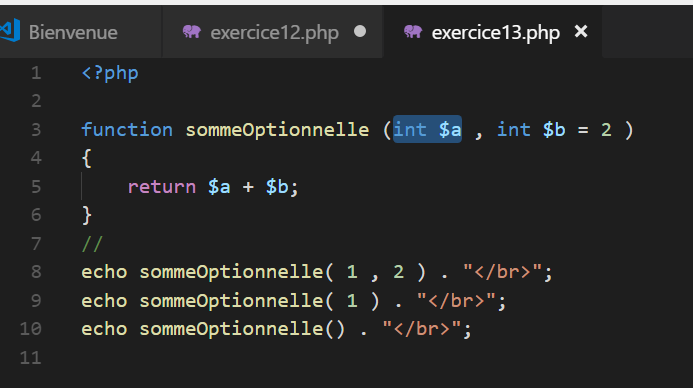 Bienvenue exercice12.php exercice13.php
1 <?php
2
3 function sommeOptionnelle (int $a , int $b = 2 )
4 {
5 return $a + $b;
6 }
7 //
8 echo sommeOptionnelle( 1 , 2 ) . "</br>";
9 echo sommeOptionnelle( 1 ) . "</br>";
10 echo sommeOptionnelle() . "</br>";
11